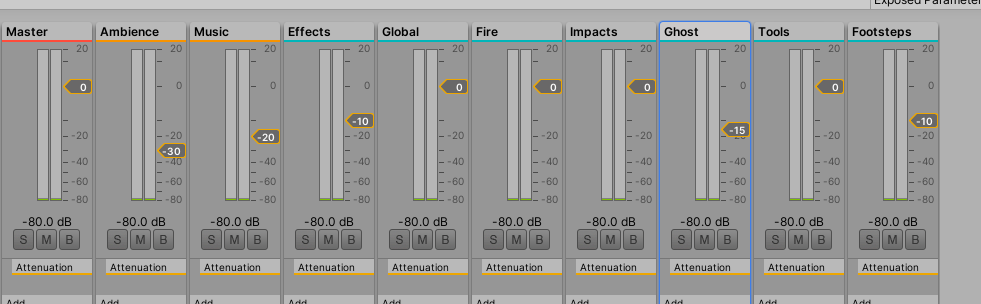 Exposed Parameter
Master Ambience Music Effects Global Fire Impacts Ghost Tools Footsteps
20 20 20 20 20 20 20 20 20 20
0 0 0 0 0 0 0 0 0 0
-10 -10
-15
-20 -20 -20 -20 -20 -20 -20 -20 -20 -20
-30
-40 -40 -40 -40 -40 -40 -40 -40 -40 -40
-60 -60 -60 -60 -60 -60 -60 -60 -60 -60
-80 -80 -80 -80 -80 -80 -80 -80 -80 -80
-80.0 dB -80.0 dB -80.0 dB -80.0 dB -80.0 dB -80.0 dB -80.0 dB -80.0 dB -80.0 dB -80.0 dB
S M B S M B S M B S M B S M B S M B S M B S M B S M B S M B
Attenuation Attenuation Attenuation Attenuation Attenuation Attenuation Attenuation Attenuation Attenuation Attenuation
Add Add Add Add Add Add Add Add Add Add